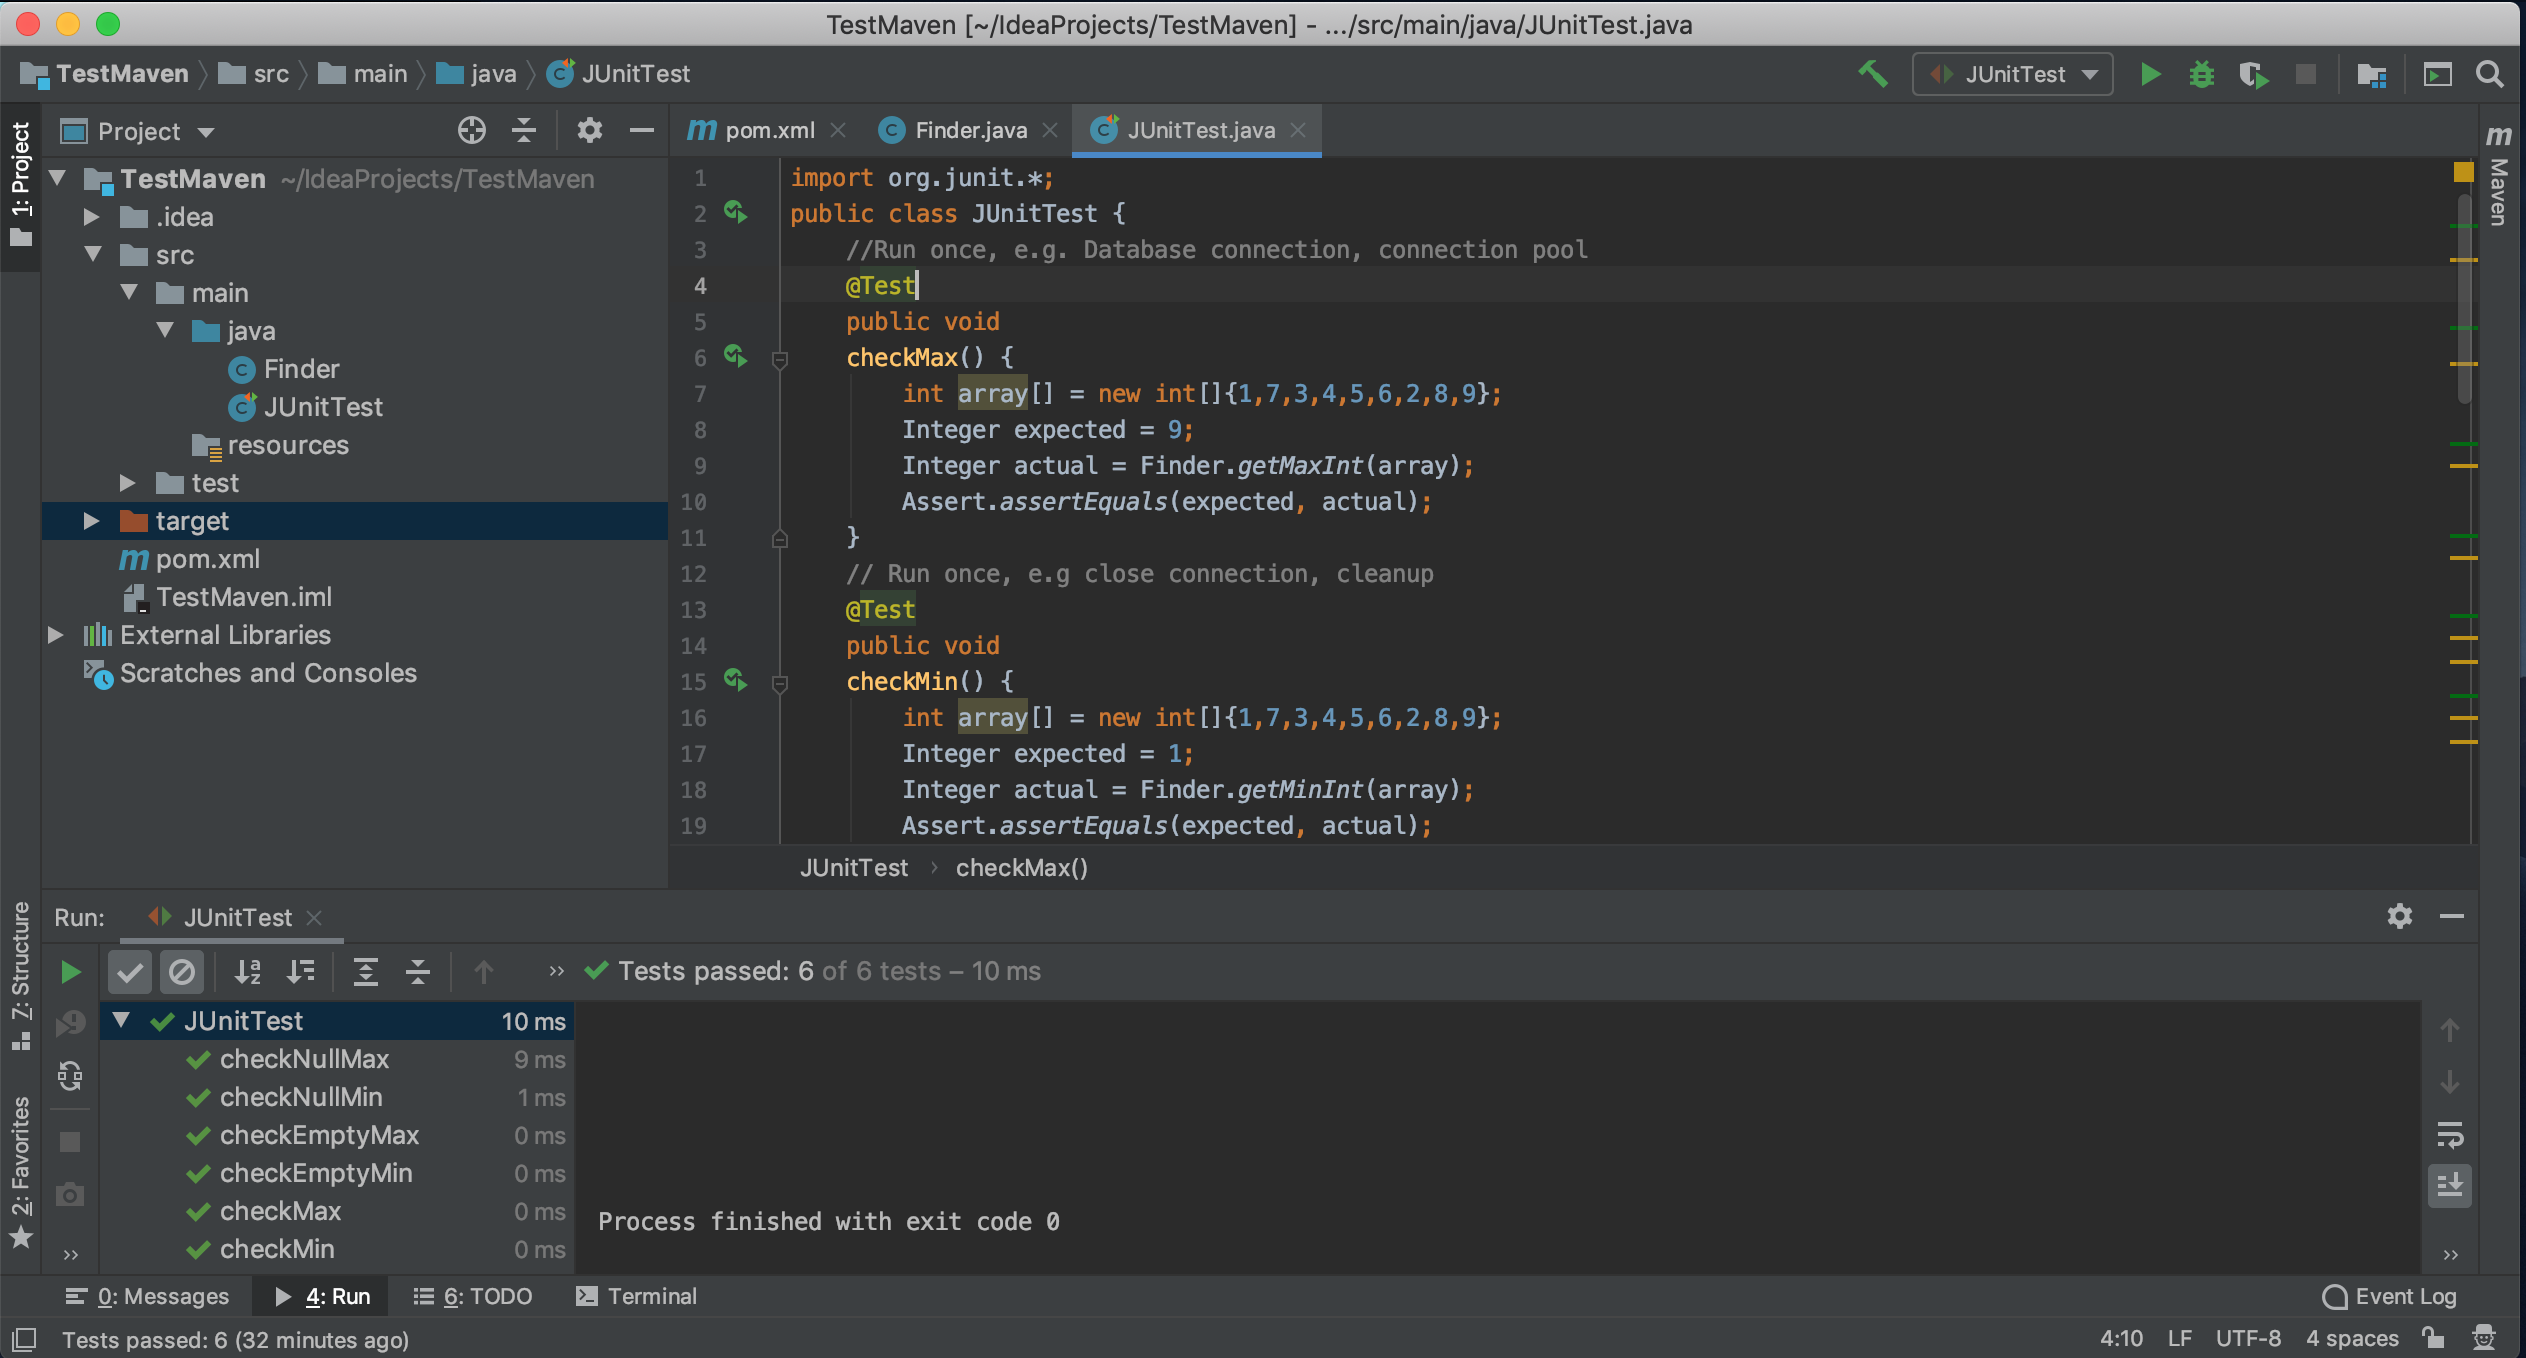 TestMaven [~/IdeaProjects/TestMaven] - .../src/main/java/JUnitTest.java
TestMaven src main java JUnitTest
JUnitTest
1: Project
Project
pom.xml Finder.java JUnitTest.java
Maven
TestMaven ~/IdeaProjects/TestMaven
.idea
src
main
java
Finder
JUnitTest
resources
test
target
pom.xml
TestMaven.iml
External Libraries
Scratches and Consoles
1 import org.junit.*;
2 public class JUnitTest {
3 //Run once, e.g. Database connection, connection pool
4 @Test
5 public void
6 checkMax() {
7 int array[] = new int[]{1,7,3,4,5,6,2,8,9};
8 Integer expected = 9;
9 Integer actual = Finder.getMaxInt(array);
10 Assert.assertEquals(expected, actual);
11 }
12 // Run once, e.g close connection, cleanup
13 @Test
14 public void
15 checkMin() {
16 int array[] = new int[]{1,7,3,4,5,6,2,8,9};
17 Integer expected = 1;
18 Integer actual = Finder.getMinInt(array);
19 Assert.assertEquals(expected, actual);
JUnitTest › checkMax()
7: Structure
2: Favorites
Run: JUnitTest
» Tests passed: 6 of 6 tests – 10 ms
JUnitTest 10 ms
checkNullMax 9 ms
checkNullMin 1 ms
checkEmptyMax 0 ms
checkEmptyMin 0 ms
checkMax 0 ms
checkMin 0 ms
Process finished with exit code 0
0: Messages 4: Run 6: TODO Terminal Event Log
Tests passed: 6 (32 minutes ago) 4:10 LF UTF-8 4 spaces